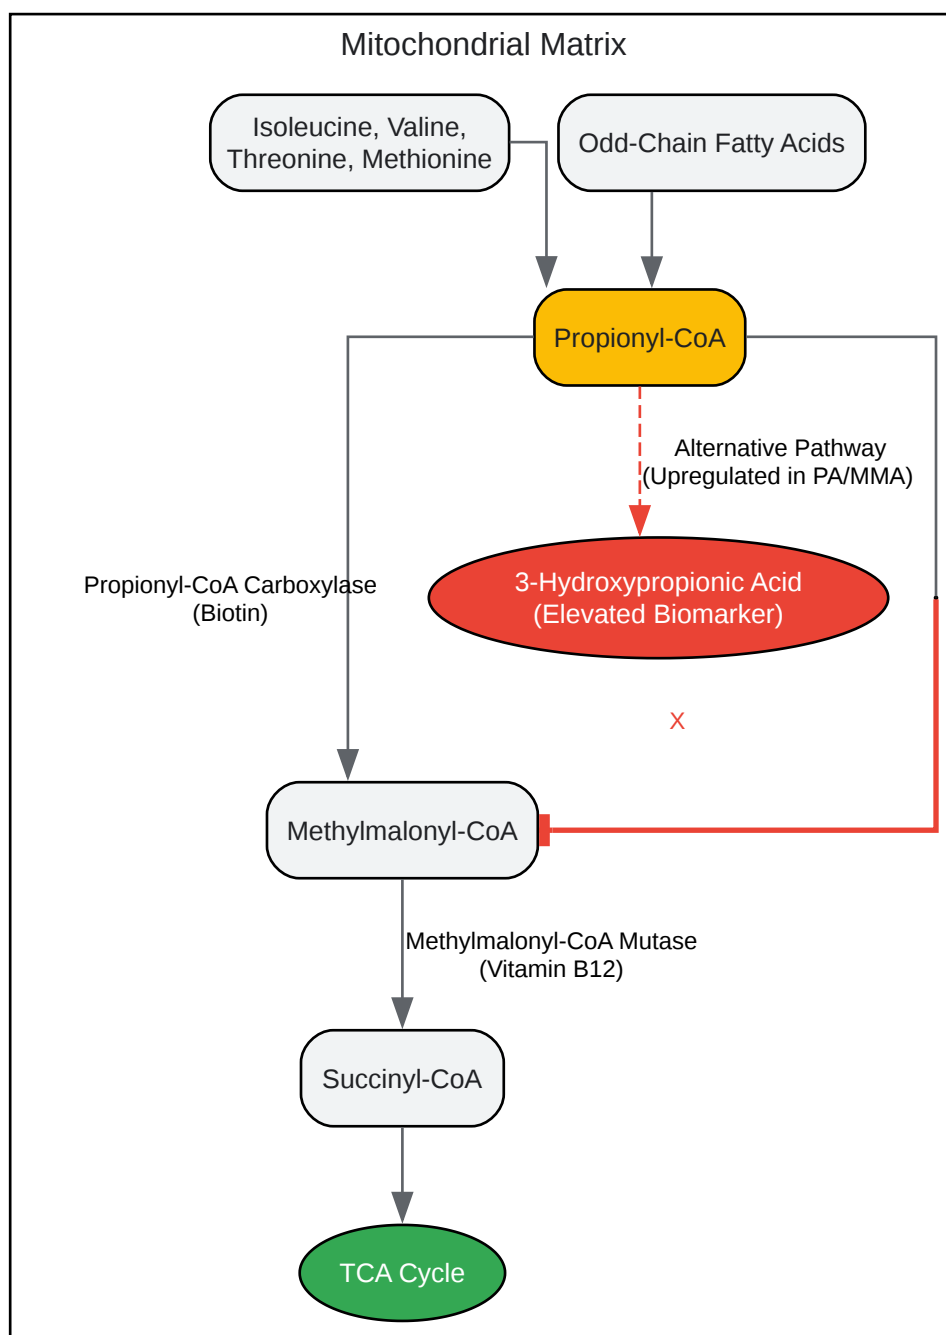 Mitochondrial Matrix
Isoleucine, Valine,
Threonine, Methionine
Odd-Chain Fatty Acids
Propionyl-CoA
Alternative Pathway
(Upregulated in PA/MMA)
3-Hydroxypropionic Acid
(Elevated Biomarker)
Propionyl-CoA Carboxylase
(Biotin)
X
Methylmalonyl-CoA
Methylmalonyl-CoA Mutase
(Vitamin B12)
Succinyl-CoA
TCA Cycle